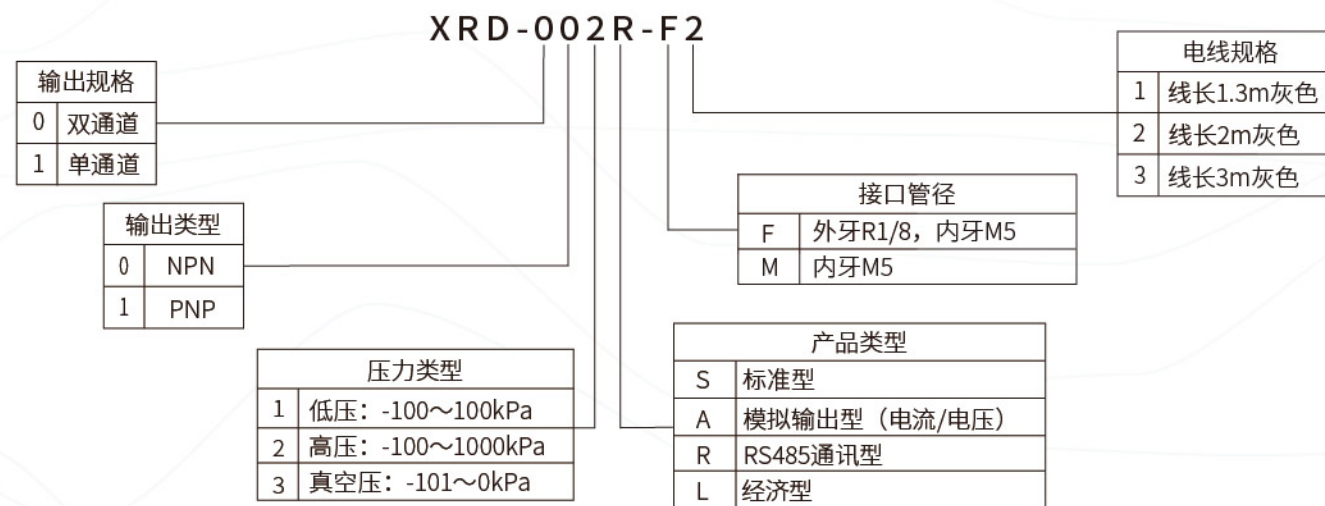 XRD-002R-F2
输出规格
0 双通道
1 单通道
输出类型
0 NPN
1 PNP
压力类型
1 低压：-100～100kPa
2 高压：-100～1000kPa
3 真空压：-101～0kPa
产品类型
S 标准型
A 模拟输出型（电流/电压）
R RS485通讯型
L 经济型
接口管径
F 外牙R1/8，内牙M5
M 内牙M5
电线规格
1 线长1.3m灰色
2 线长2m灰色
3 线长3m灰色